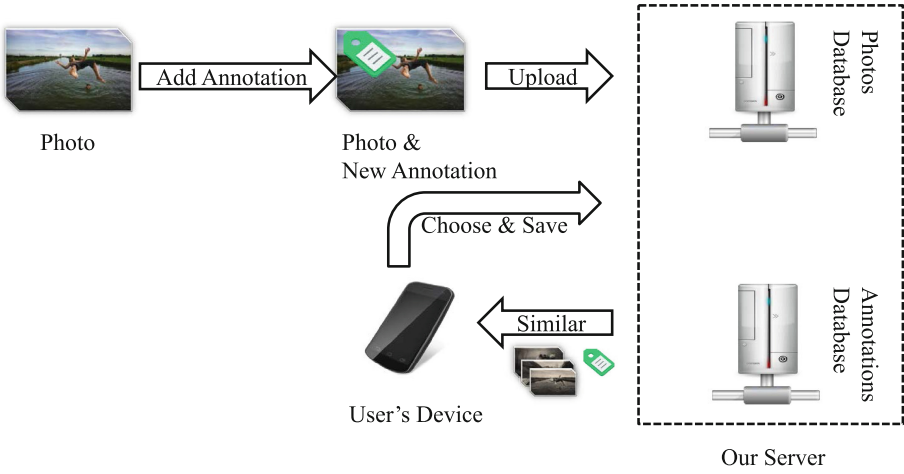 Add Annotation
Upload
Photos
Database
Photo
Photo &
New Annotation
Choose & Save
Similar
Annotations
Database
User's Device
Our Server